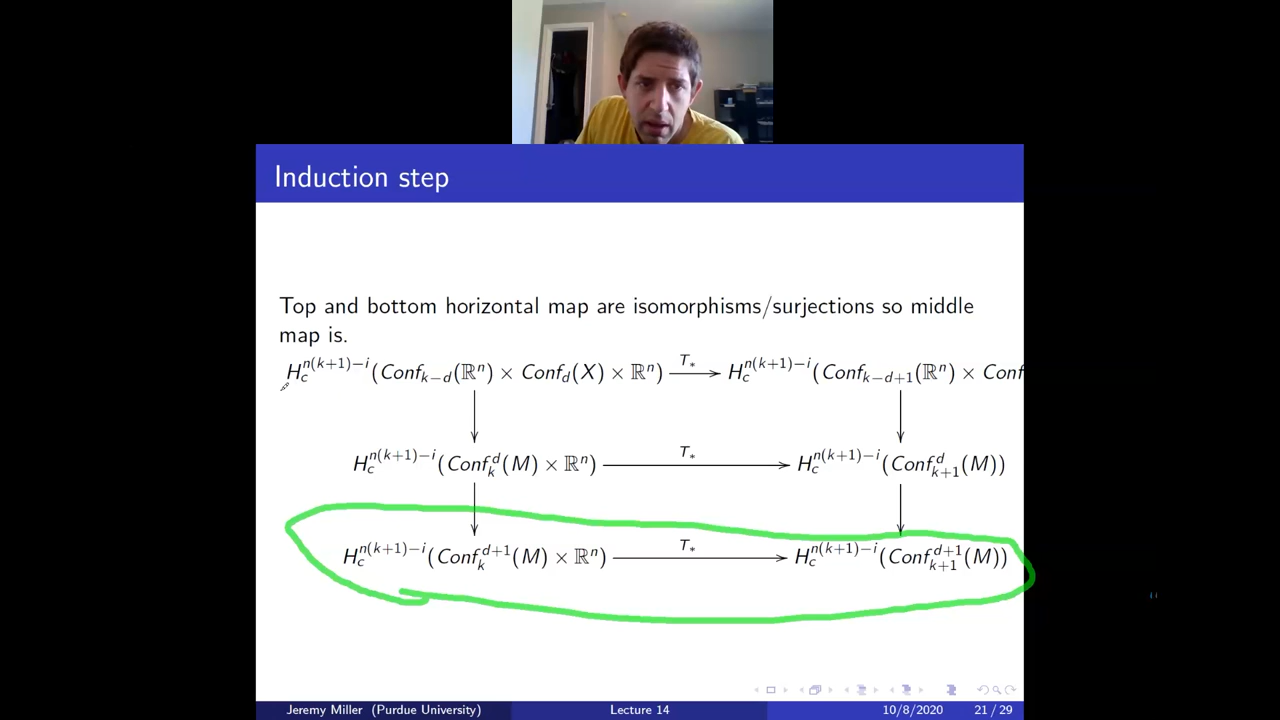 Induction step
Top and bottom horizontal map are isomorphisms/surjections so middle
map is.
H_c^{n(k+1)−i}(Conf_{k−d}(ℝ^n) × Conf_d(X) × ℝ^n) —T_*→ H_c^{n(k+1)−i}(Conf_{k−d+1}(ℝ^n) × Conf
H_c^{n(k+1)−i}(Conf_k^d(M) × ℝ^n) —T_*→ H_c^{n(k+1)−i}(Conf_{k+1}^d(M))
H_c^{n(k+1)−i}(Conf_k^{d+1}(M) × ℝ^n) —T_*→ H_c^{n(k+1)−i}(Conf_{k+1}^{d+1}(M))
Jeremy Miller (Purdue University) Lecture 14 10/8/2020 21 / 29